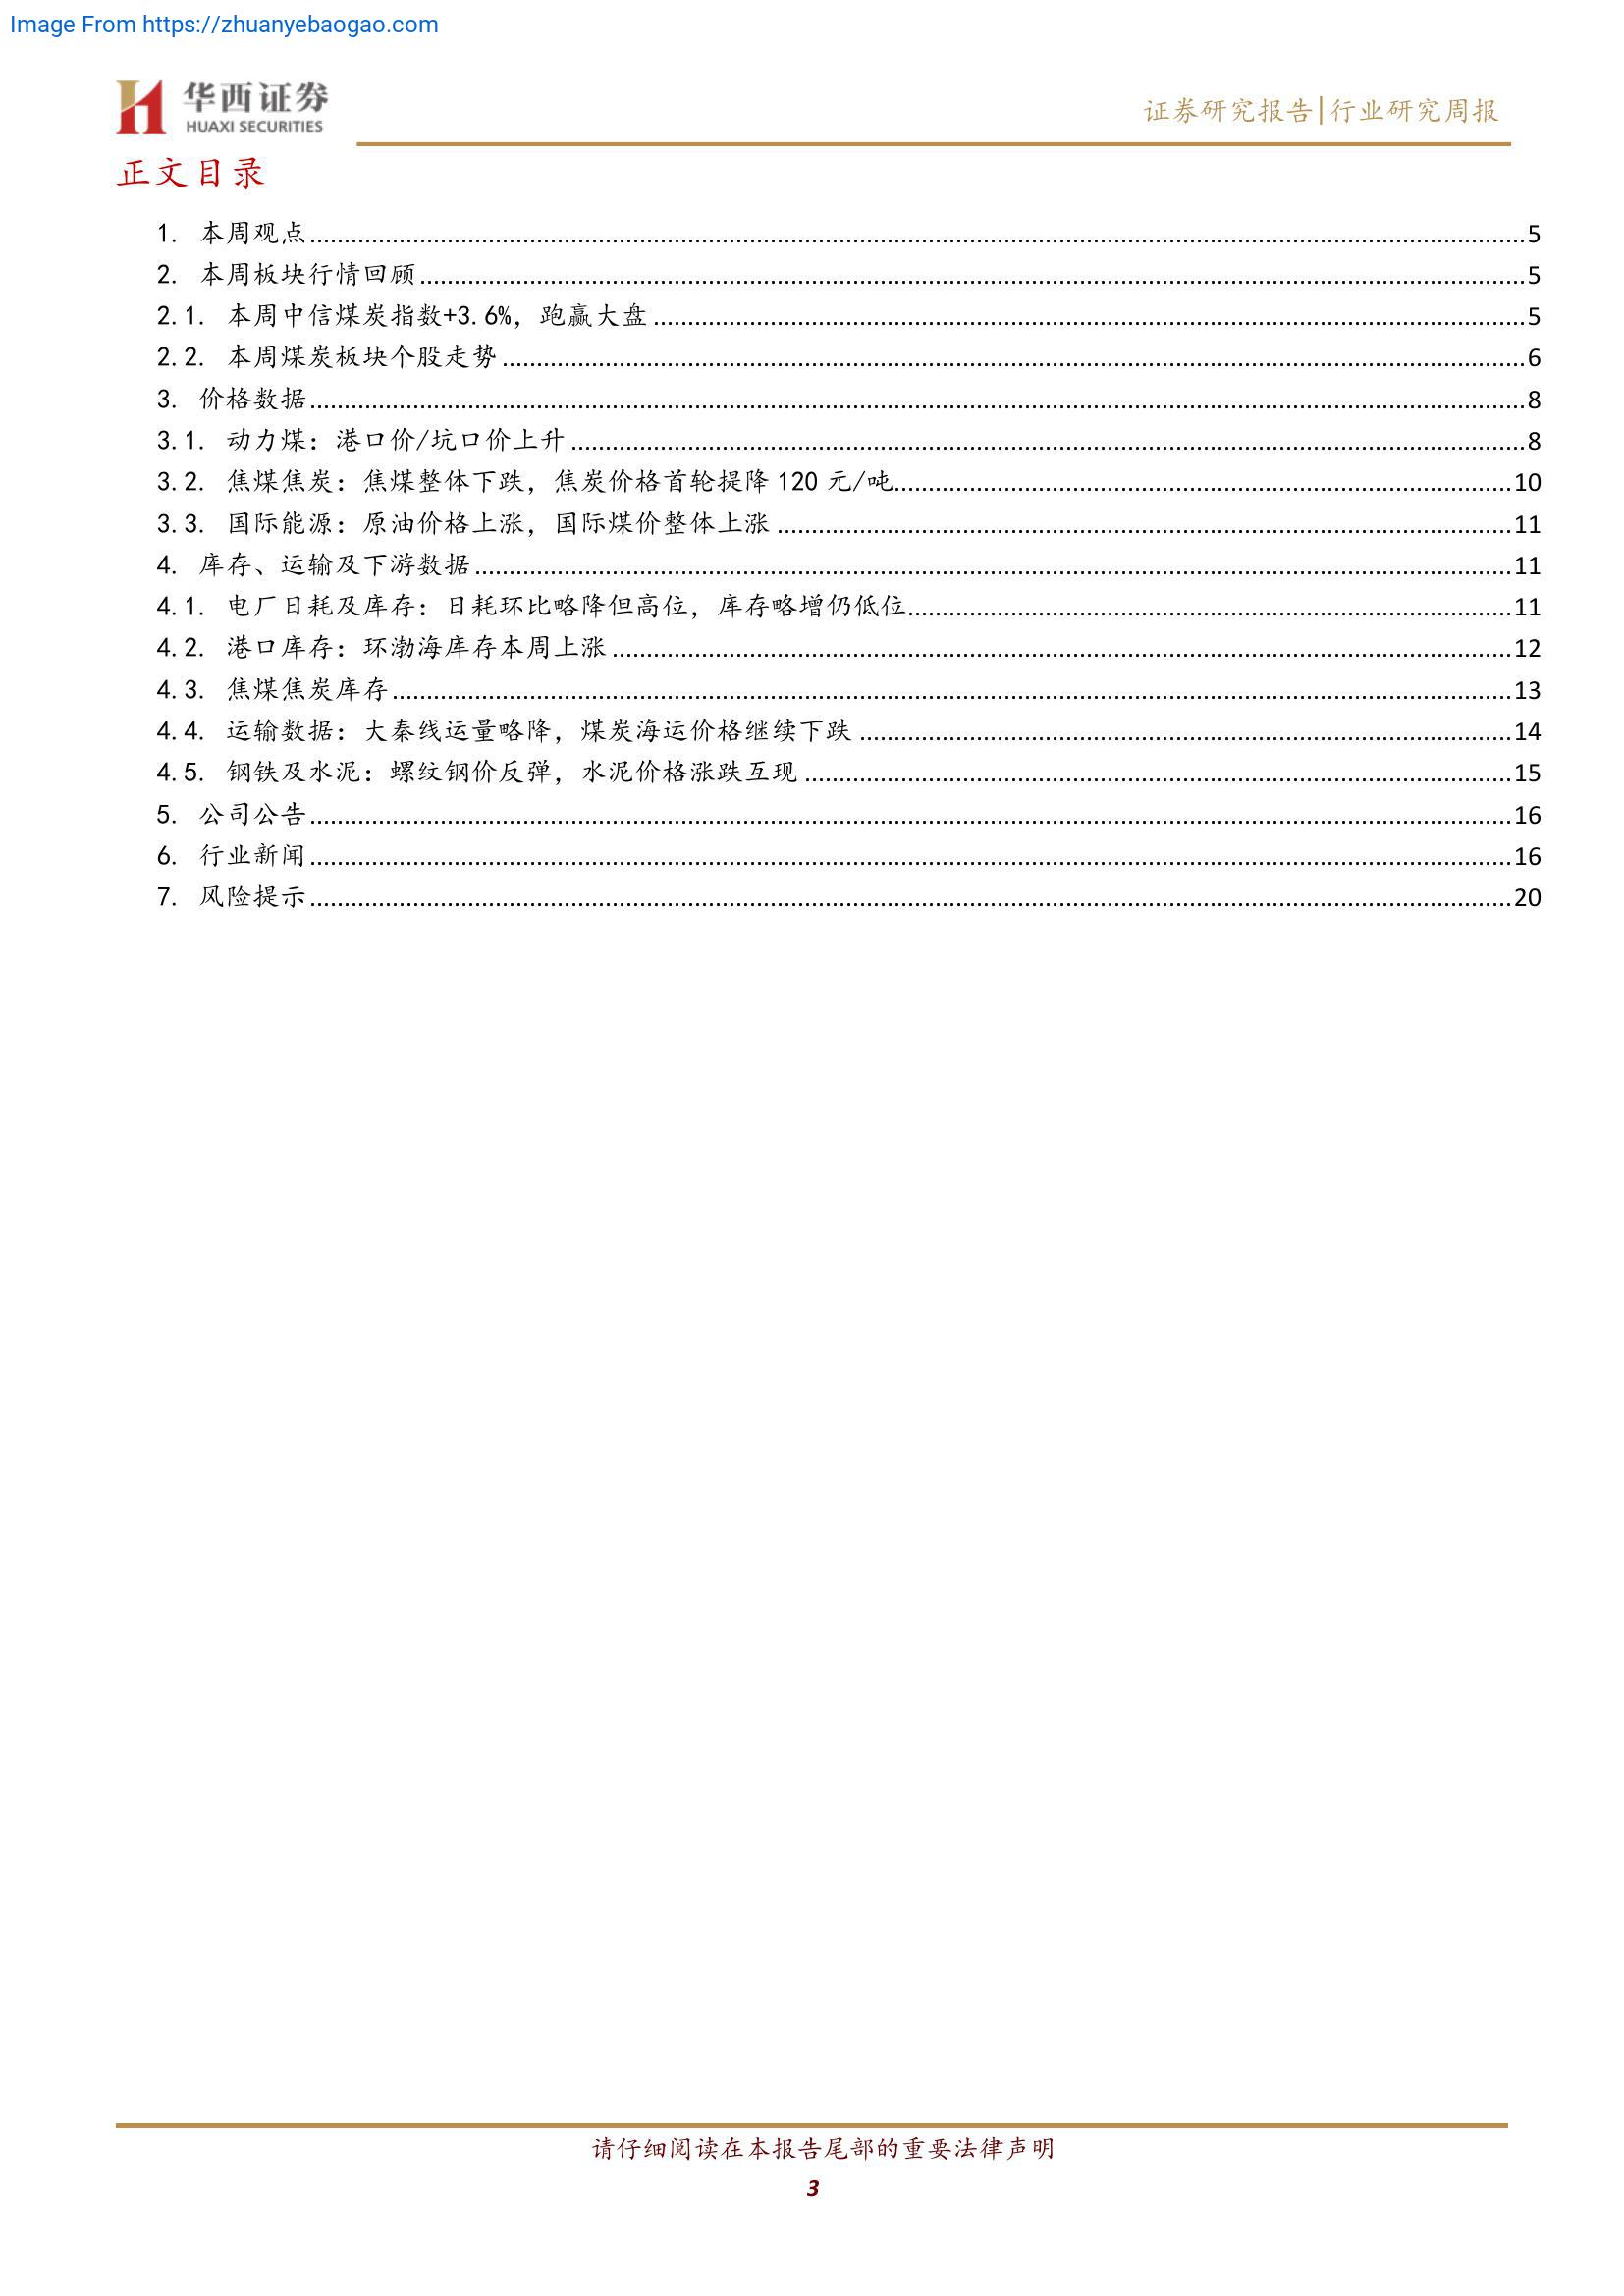 Image From https://zhuanyebaogao.com
华西证券
HUAXI SECURITIES
证券研究报告|行业研究周报
正文目录
1. 本周观点 5
2. 本周板块行情回顾 5
2.1. 本周中信煤炭指数+3.6%，跑赢大盘 5
2.2. 本周煤炭板块个股走势 6
3. 价格数据 8
3.1. 动力煤：港口价/坑口价上升 8
3.2. 焦煤焦炭：焦煤整体下跌，焦炭价格首轮提降 120 元/吨 10
3.3. 国际能源：原油价格上涨，国际煤价整体上涨 11
4. 库存、运输及下游数据 11
4.1. 电厂日耗及库存：日耗环比略降但高位，库存略增仍低位 11
4.2. 港口库存：环渤海库存本周上涨 12
4.3. 焦煤焦炭库存 13
4.4. 运输数据：大秦线运量略降，煤炭海运价格继续下跌 14
4.5. 钢铁及水泥：螺纹钢价反弹，水泥价格涨跌互现 15
5. 公司公告 16
6. 行业新闻 16
7. 风险提示 20
请仔细阅读在本报告尾部的重要法律声明
3